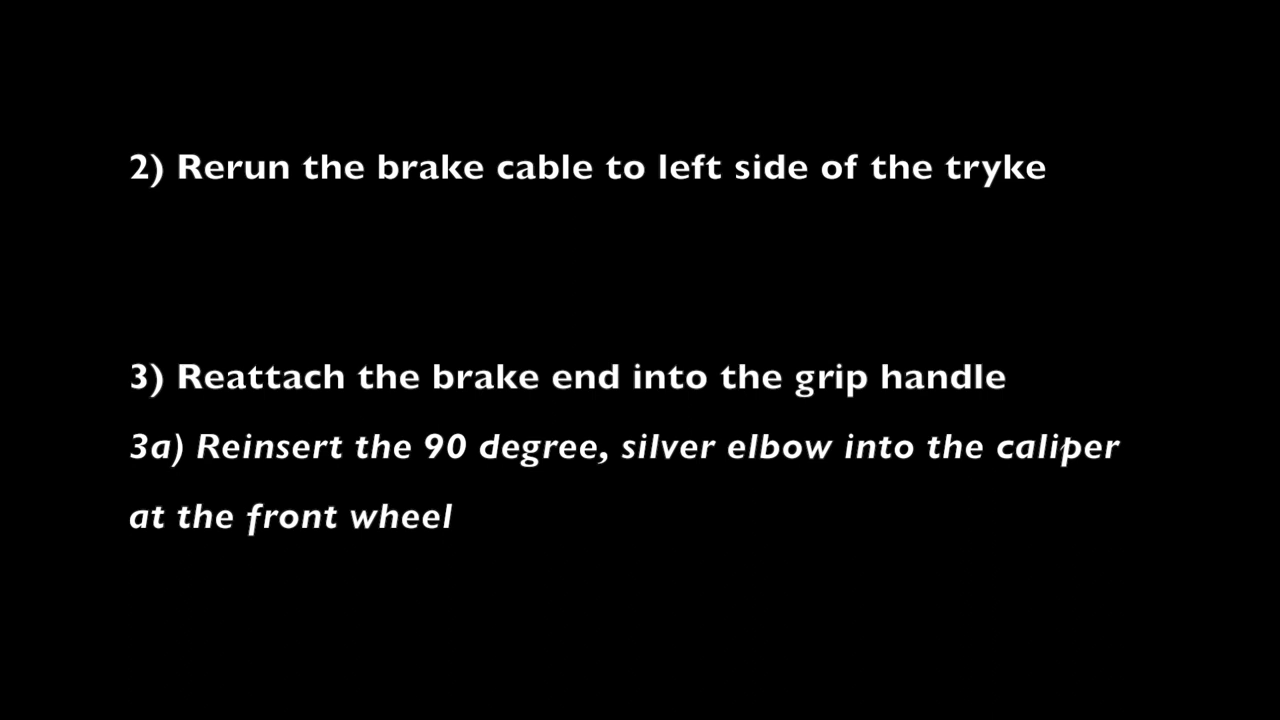 2) Rerun the brake cable to left side of the tryke
3) Reattach the brake end into the grip handle
3a) Reinsert the 90 degree, silver elbow into the caliper
at the front wheel